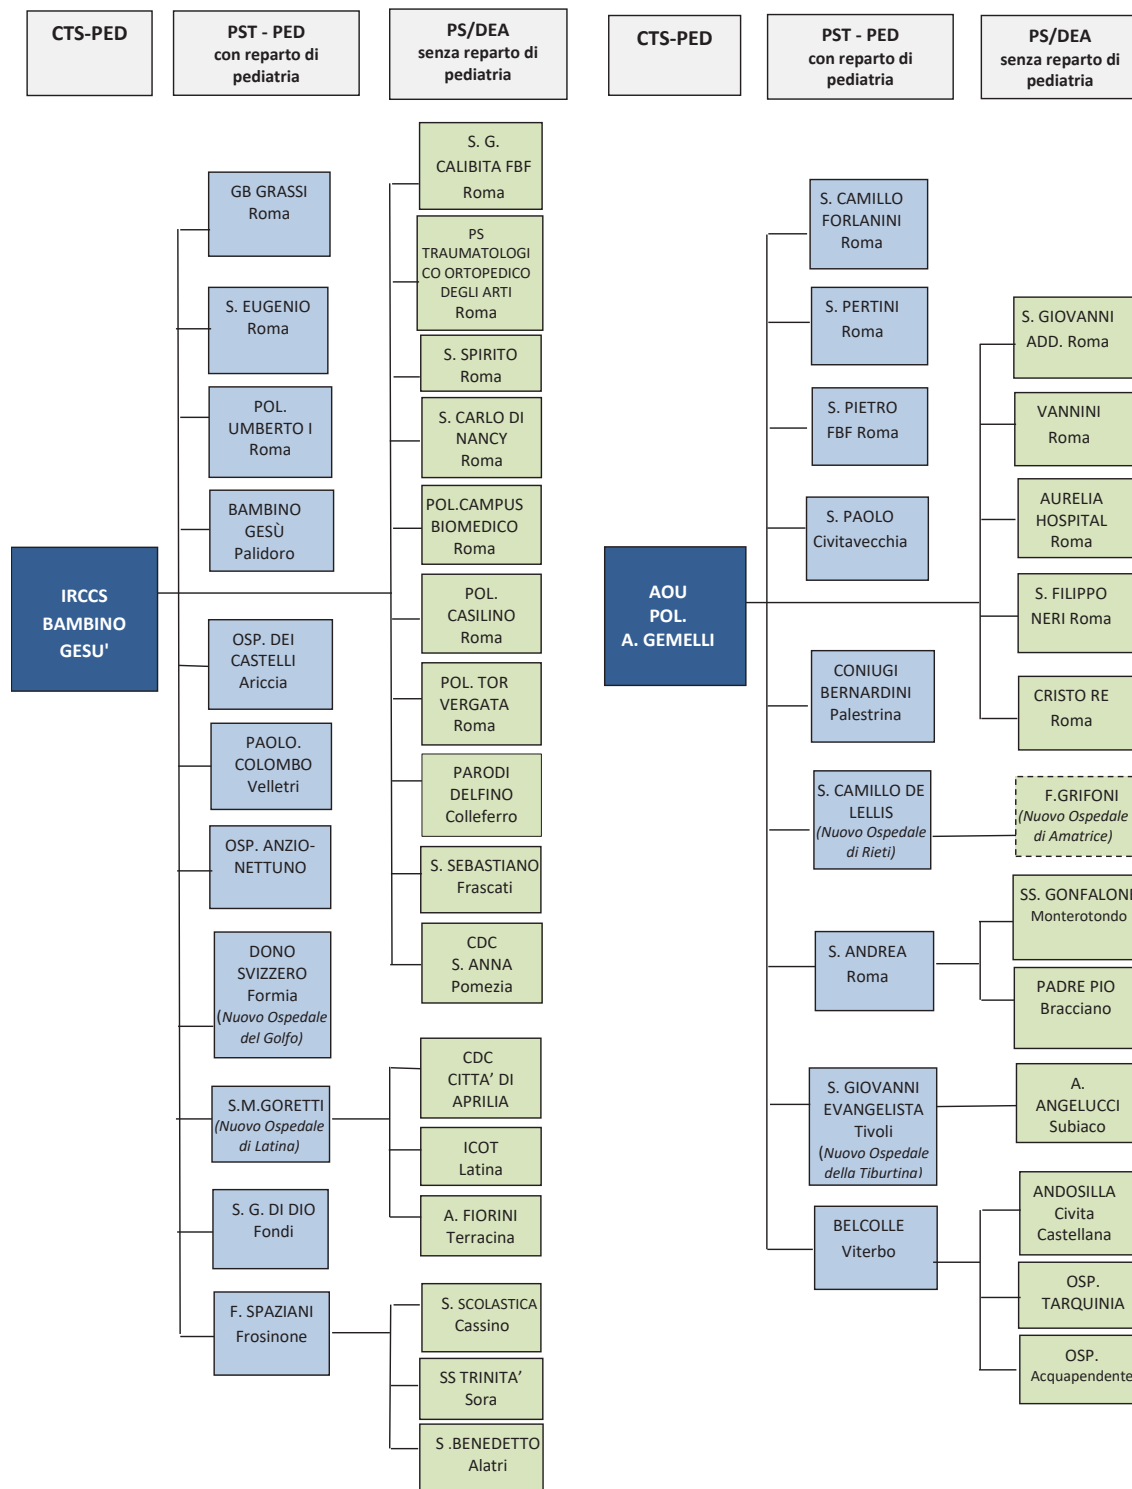 CTS-PED
PST - PED
con reparto di
pediatria
PS/DEA
senza reparto di
pediatria
IRCCS
BAMBINO
GESU'
GB GRASSI
Roma
S. EUGENIO
Roma
POL.
UMBERTO I
Roma
BAMBINO
GESÙ
Palidoro
OSP. DEI
CASTELLI
Ariccia
PAOLO.
COLOMBO
Velletri
OSP. ANZIO-
NETTUNO
DONO
SVIZZERO
Formia
(Nuovo Ospedale
del Golfo)
S.M.GORETTI
(Nuovo Ospedale
di Latina)
S. G. DI DIO
Fondi
F. SPAZIANI
Frosinone
S. G.
CALIBITA FBF
Roma
PS
TRAUMATOLOGI
CO ORTOPEDICO
DEGLI ARTI
Roma
S. SPIRITO
Roma
S. CARLO DI
NANCY
Roma
POL.CAMPUS
BIOMEDICO
Roma
POL.
CASILINO
Roma
POL. TOR
VERGATA
Roma
PARODI
DELFINO
Colleferro
S. SEBASTIANO
Frascati
CDC
S. ANNA
Pomezia
CDC
CITTA’ DI
APRILIA
ICOT
Latina
A. FIORINI
Terracina
S. SCOLASTICA
Cassino
SS TRINITA’
Sora
S .BENEDETTO
Alatri
CTS-PED
PST - PED
con reparto di
pediatria
PS/DEA
senza reparto di
pediatria
AOU
POL.
A. GEMELLI
S. CAMILLO
FORLANINI
Roma
S. PERTINI
Roma
S. PIETRO
FBF Roma
S. PAOLO
Civitavecchia
CONIUGI
BERNARDINI
Palestrina
S. CAMILLO DE
LELLIS
(Nuovo Ospedale
di Rieti)
S. ANDREA
Roma
S. GIOVANNI
EVANGELISTA
Tivoli
(Nuovo Ospedale
della Tiburtina)
BELCOLLE
Viterbo
S. GIOVANNI
ADD. Roma
VANNINI
Roma
AURELIA
HOSPITAL
Roma
S. FILIPPO
NERI Roma
CRISTO RE
Roma
F.GRIFONI
(Nuovo Ospedale
di Amatrice)
SS. GONFALONE
Monterotondo
PADRE PIO
Bracciano
A.
ANGELUCCI
Subiaco
ANDOSILLA
Civita
Castellana
OSP.
TARQUINIA
OSP.
Acquapendente